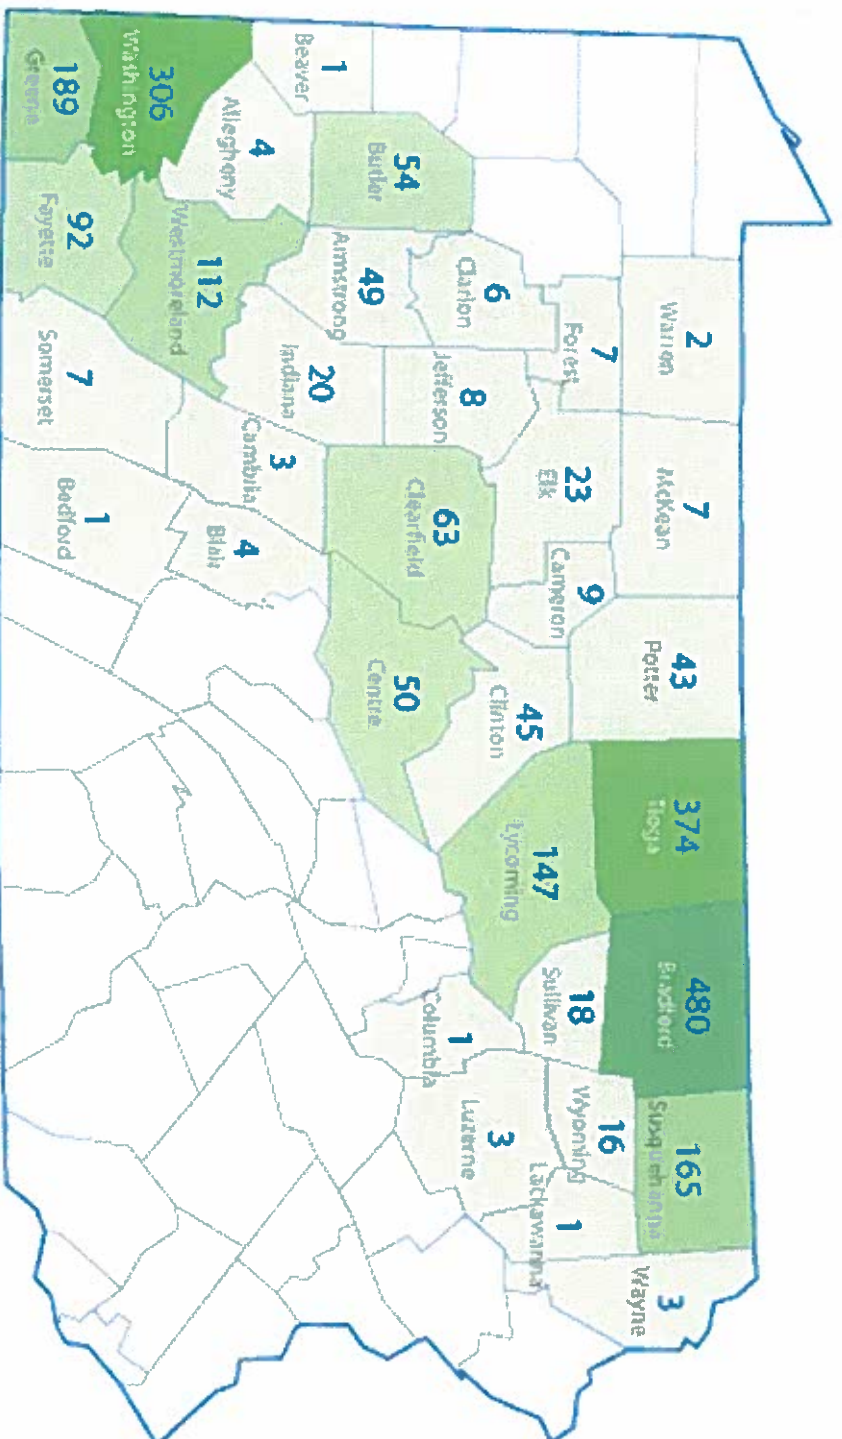 2
Warren
7
McKean
43
Potter
374
Tioga
480
Bradford
165
Susquehanna
3
Wayne
7
Forest
23
Elk
9
Cameron
6
Clarion
8
Jefferson
45
Clinton
147
Lycoming
18
Sullivan
16
Wyoming
1
Lackawanna
54
Butler
49
Armstrong
63
Clearfield
50
Centre
1
Columbia
3
Luzerne
1
Beaver
20
Indiana
4
Allegheny
3
Cambria
4
Blair
306
Washington
112
Westmoreland
189
Greene
92
Fayette
7
Somerset
1
Bedford